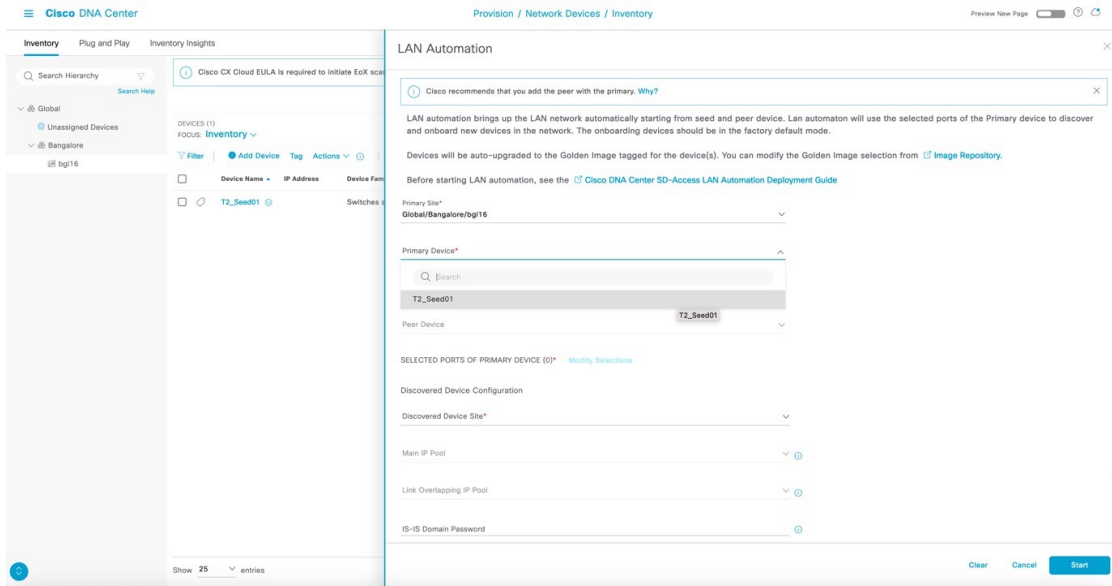 Cisco DNA Center
Provision / Network Devices / Inventory
Preview New Page
Inventory Plug and Play Inventory Insights
Search Hierarchy
Search Help
Global
Unassigned Devices
Bangalore
bgl16
Cisco CX Cloud EULA is required to initiate EoX scan
DEVICES (1)
FOCUS: Inventory
Filter Add Device Tag Actions
Device Name IP Address Device Fam
T2_Seed01 Switches a
Show 25 entries
LAN Automation
Cisco recommends that you add the peer with the primary. Why?
LAN automation brings up the LAN network automatically starting from seed and peer device. Lan automaton will use the selected ports of the Primary device to discover
and onboard new devices in the network. The onboarding devices should be in the factory default mode.
Devices will be auto-upgraded to the Golden Image tagged for the device(s). You can modify the Golden Image selection from Image Repository.
Before starting LAN automation, see the Cisco DNA Center SD-Access LAN Automation Deployment Guide
Primary Site*
Global/Bangalore/bgl16
Primary Device*
Search
T2_Seed01
T2_Seed01
Peer Device
SELECTED PORTS OF PRIMARY DEVICE (0)* Modify Selections
Discovered Device Configuration
Discovered Device Site*
Main IP Pool
Link Overlapping IP Pool
IS-IS Domain Password
Clear Cancel Start